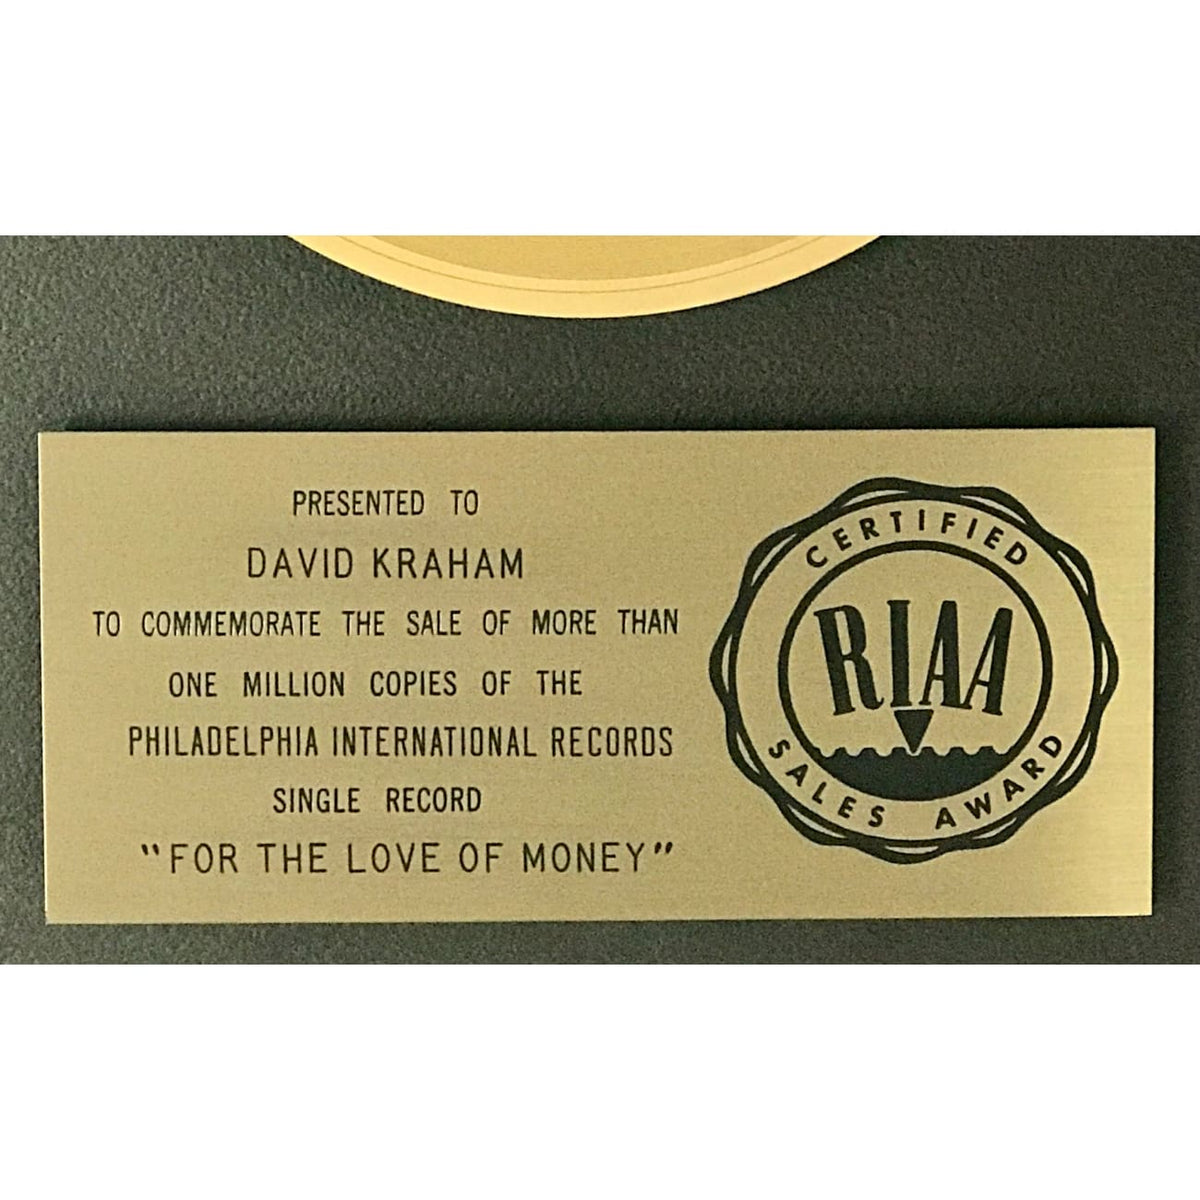 PRESENTED TO
DAVID KRAHAM
TO COMMEMORATE THE SALE OF MORE THAN
ONE MILLION COPIES OF THE
PHILADELPHIA INTERNATIONAL RECORDS
SINGLE RECORD
"FOR THE LOVE OF MONEY"
CERTIFIED
RIAA
SALES AWARD